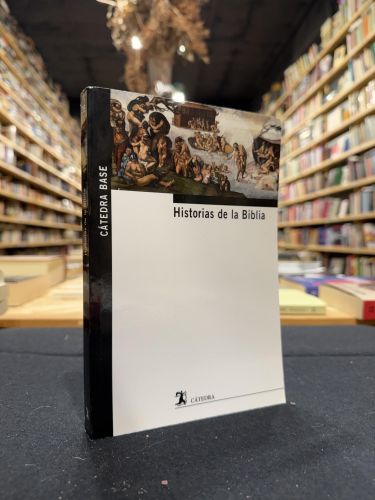 CÁTEDRA BASE
Historias de la Biblia
CÁTEDRA